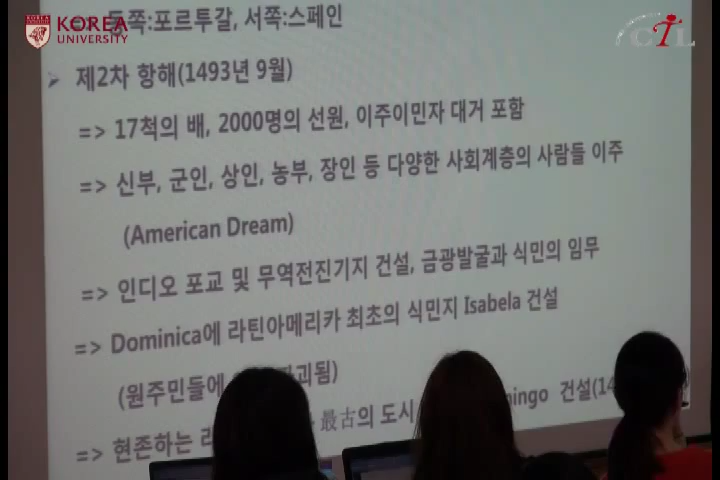 KOREA
UNIVERSITY
CTL
동쪽:포르투갈, 서쪽:스페인
제2차 항해(1493년 9월)
=> 17척의 배, 2000명의 선원, 이주이민자 대거 포함
=> 신부, 군인, 상인, 농부, 장인 등 다양한 사회계층의 사람들 이주
(American Dream)
=> 인디오 포교 및 무역전진기지 건설, 금광발굴과 식민의 임무
=> Dominica에 라틴아메리카 최초의 식민지 Isabela 건설
(원주민들에
=> 현존하는 最古의 도시 건설